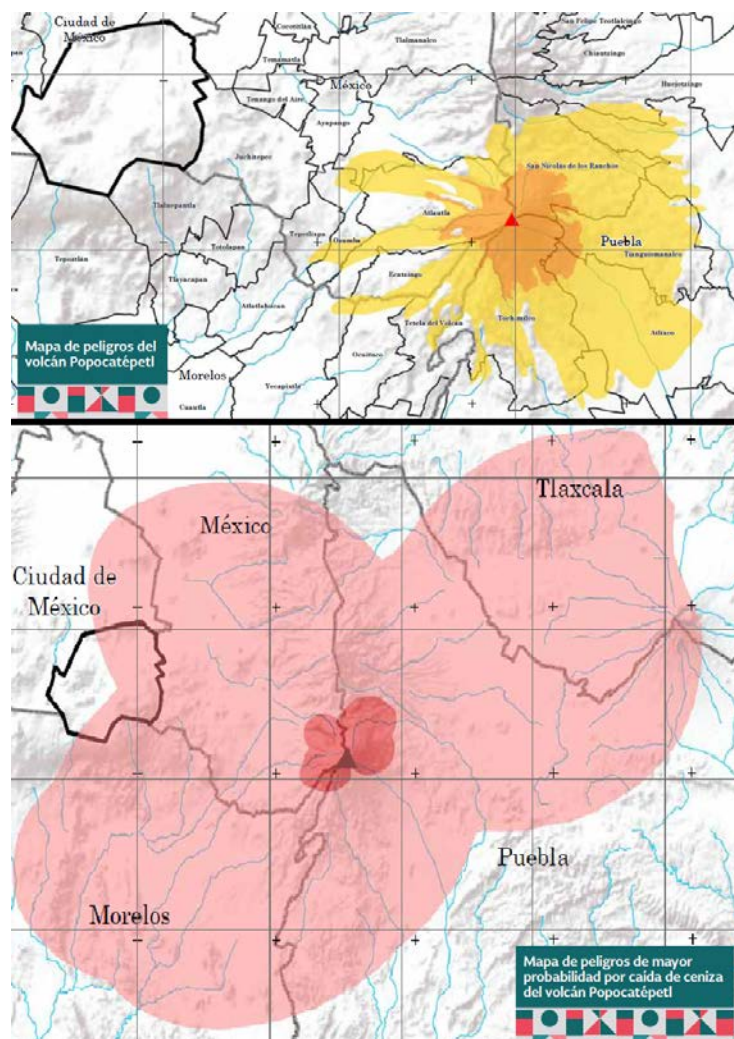 Ciudad de
México
Cocotitlán
Tlalmanalco
San Felipe Teotlalcingo
Chiautzingo
Temamatla
México
Huejotzingo
Tenango del Aire
Ayapango
Juchitepec
San Nicolás de los Ranchos
Tlalnepantla
Atlautla
Tepetlixpa
Ozumba
Puebla
Totolapan
Tepoztlán
Tianguismanalco
Tlayacapan
Ecatzingo
Atlatlahucan
Tetela del Volcán
Tochimilco
Atlixco
Mapa de peligros del
volcán Popocatépetl
Ocuituco
Morelos
Yecapixtla
Cuautla
Tlaxcala
México
Ciudad de
México
Puebla
Morelos
Mapa de peligros de mayor
probabilidad por caída de ceniza
del volcán Popocatépetl